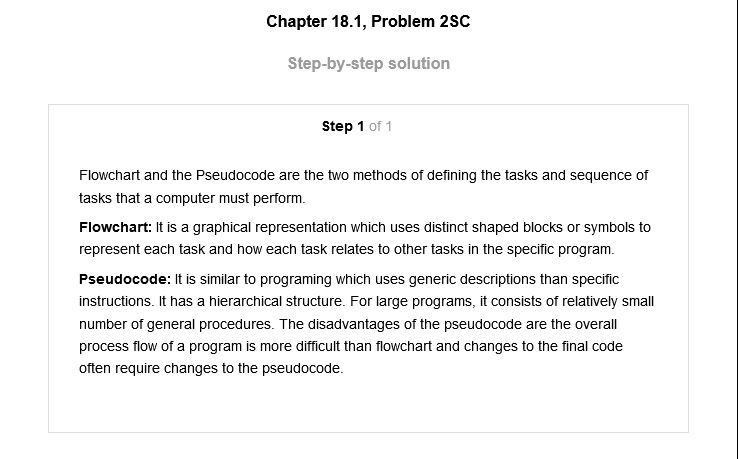 Chapter 18.1, Problem 2SC
Step-by-step solution
Step 1 of 1
Flowchart and the Pseudocode are the two methods of defining the tasks and sequence of
tasks that a computer must perform.
Flowchart: It is a graphical representation which uses distinct shaped blocks or symbols to
represent each task and how each task relates to other tasks in the specific program.
Pseudocode: It is similar to programing which uses generic descriptions than specific
instructions. It has a hierarchical structure. For large programs, it consists of relatively small
number of general procedures. The disadvantages of the pseudocode are the overall
process flow of a program is more difficult than flowchart and changes to the final code
often require changes to the pseudocode.